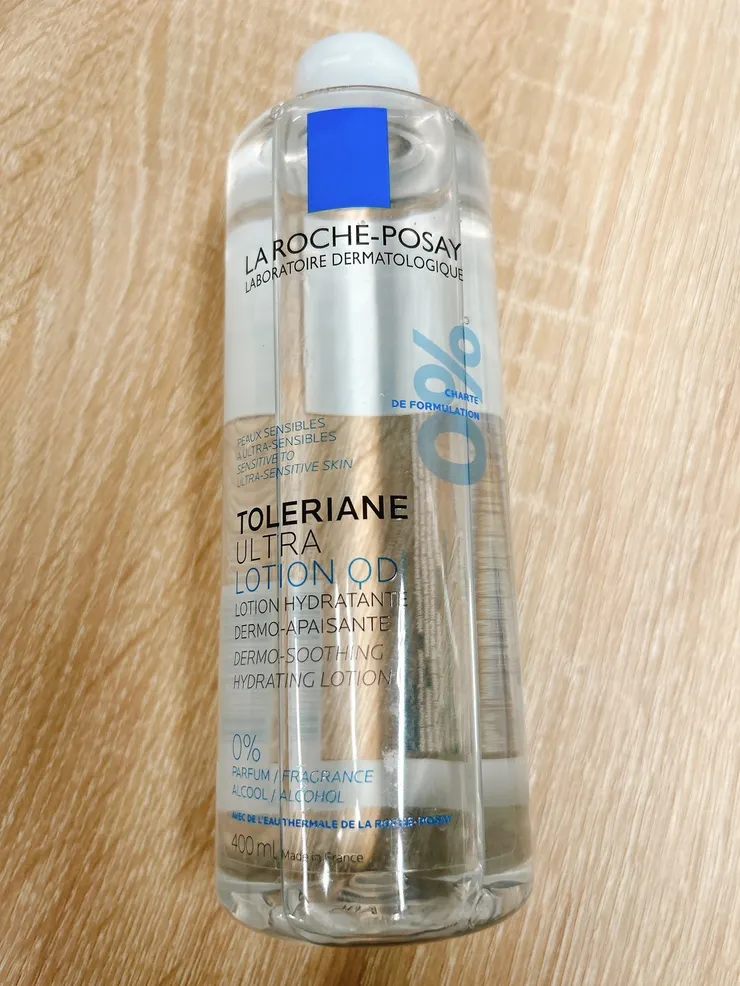 LA ROCHE-POSAY
LABORATOIRE DERMATOLOGIQUE
0%
CHARTE
DE FORMULATION
PEAUX SENSIBLES
À ULTRA-SENSIBLES
SENSITIVE TO
ULTRA-SENSITIVE SKIN
TOLERIANE
ULTRA
LOTION QD
LOTION HYDRATANTE
DERMO-APAISANTE
DERMO-SOOTHING
HYDRATING LOTION
0%
PARFUM / FRAGRANCE
ALCOOL / ALCOHOL
AVEC DE L'EAU THERMALE DE LA ROCHE-POSAY
400 ml Made in France